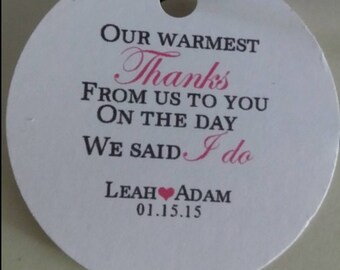 Our warmest
Thanks
From us to you
On the day
We said I do
Leah♥Adam
01.15.15